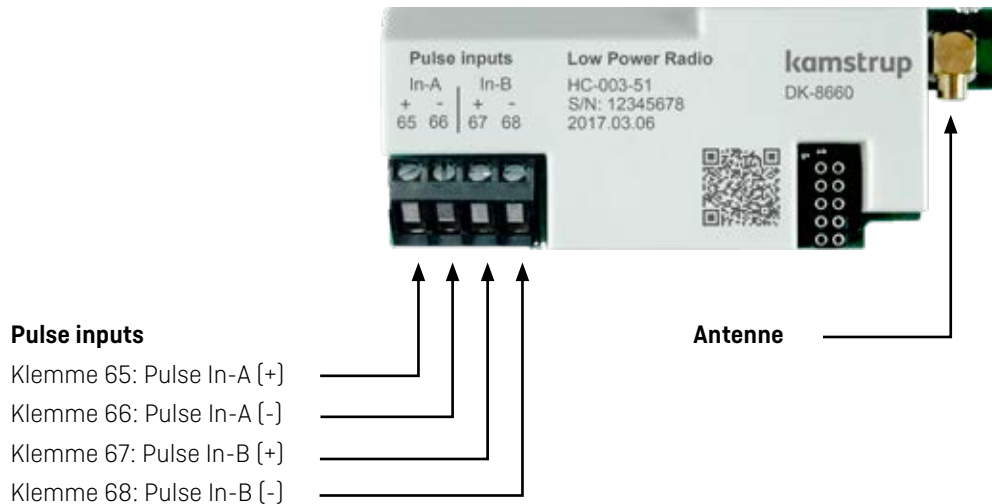 Pulse inputs
In-A | In-B
+ - + -
65 66 67 68
Low Power Radio
HC-003-51
S/N: 12345678
2017.03.06
kamstrup
DK-8660
Pulse inputs
Klemme 65: Pulse In-A (+)
Klemme 66: Pulse In-A (-)
Klemme 67: Pulse In-B (+)
Klemme 68: Pulse In-B (-)
Antenne